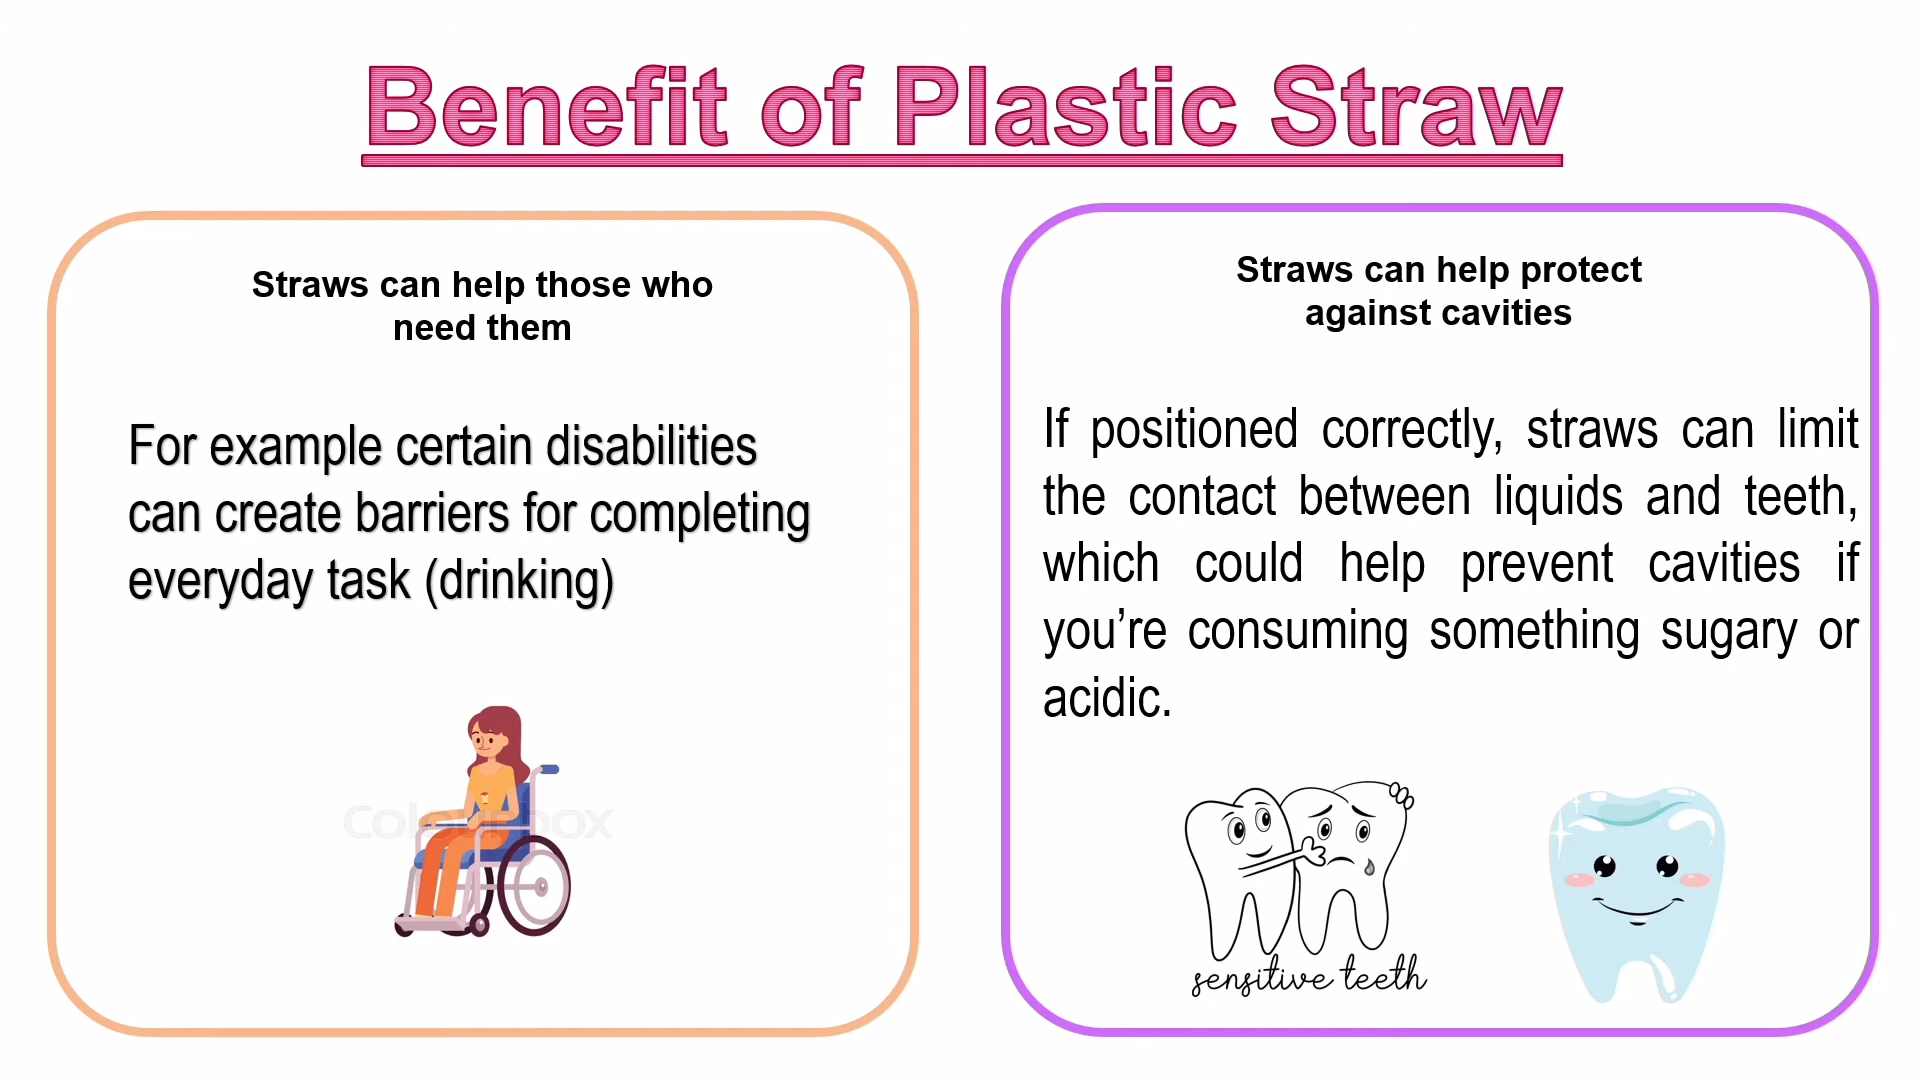 Benefit of Plastic Straw
Straws can help those who
need them
For example certain disabilities
can create barriers for completing
everyday task (drinking)
Colourbox
Straws can help protect
against cavities
If positioned correctly, straws can limit
the contact between liquids and teeth,
which could help prevent cavities if
you’re consuming something sugary or
acidic.
sensitive teeth